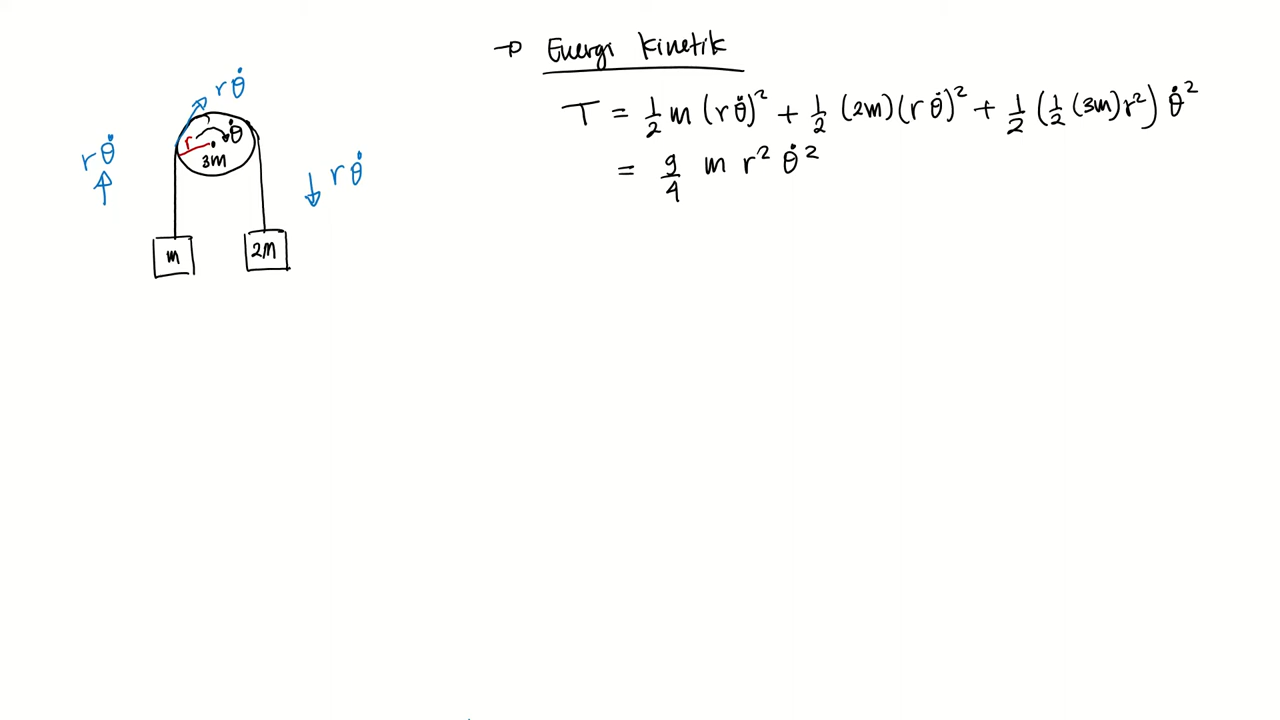 → Energi Kinetik
T = 1/2 m (rθ̇)² + 1/2 (2m)(rθ̇)² + 1/2 (1/2 (3m) r²) θ̇²
= 9/4 m r² θ̇²
rθ̇
rθ̇
r
θ̇
3m
rθ̇
m
2m